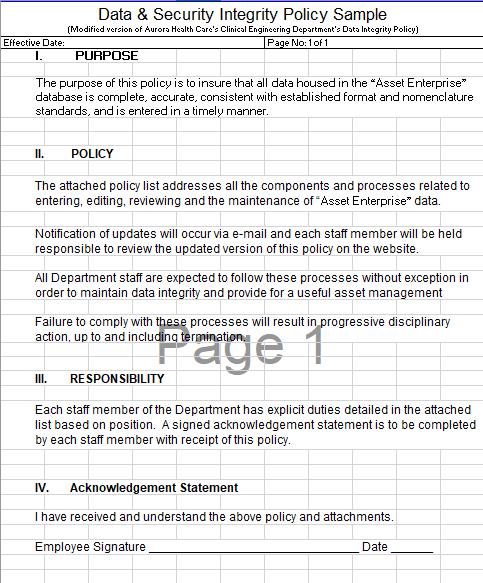 Data & Security Integrity Policy Sample
(Modified version of Aurora Health Care's Clinical Engineering Department's Data Integrity Policy)
Effective Date: Page No: 1 of 1
I. PURPOSE
The purpose of this policy is to insure that all data housed in the “Asset Enterprise”
database is complete, accurate, consistent with established format and nomenclature
standards, and is entered in a timely manner.
II. POLICY
The attached policy list addresses all the components and processes related to
entering, editing, reviewing and the maintenance of “Asset Enterprise” data.
Notification of updates will occur via e-mail and each staff member will be held
responsible to review the updated version of this policy on the website.
All Department staff are expected to follow these processes without exception in
order to maintain data integrity and provide for a useful asset management
Failure to comply with these processes will result in progressive disciplinary
action, up to and including termination.
Page 1
III. RESPONSIBILITY
Each staff member of the Department has explicit duties detailed in the attached
list based on position. A signed acknowledgement statement is to be completed
by each staff member with receipt of this policy.
IV. Acknowledgement Statement
I have received and understand the above policy and attachments.
Employee Signature ________________________________ Date ______